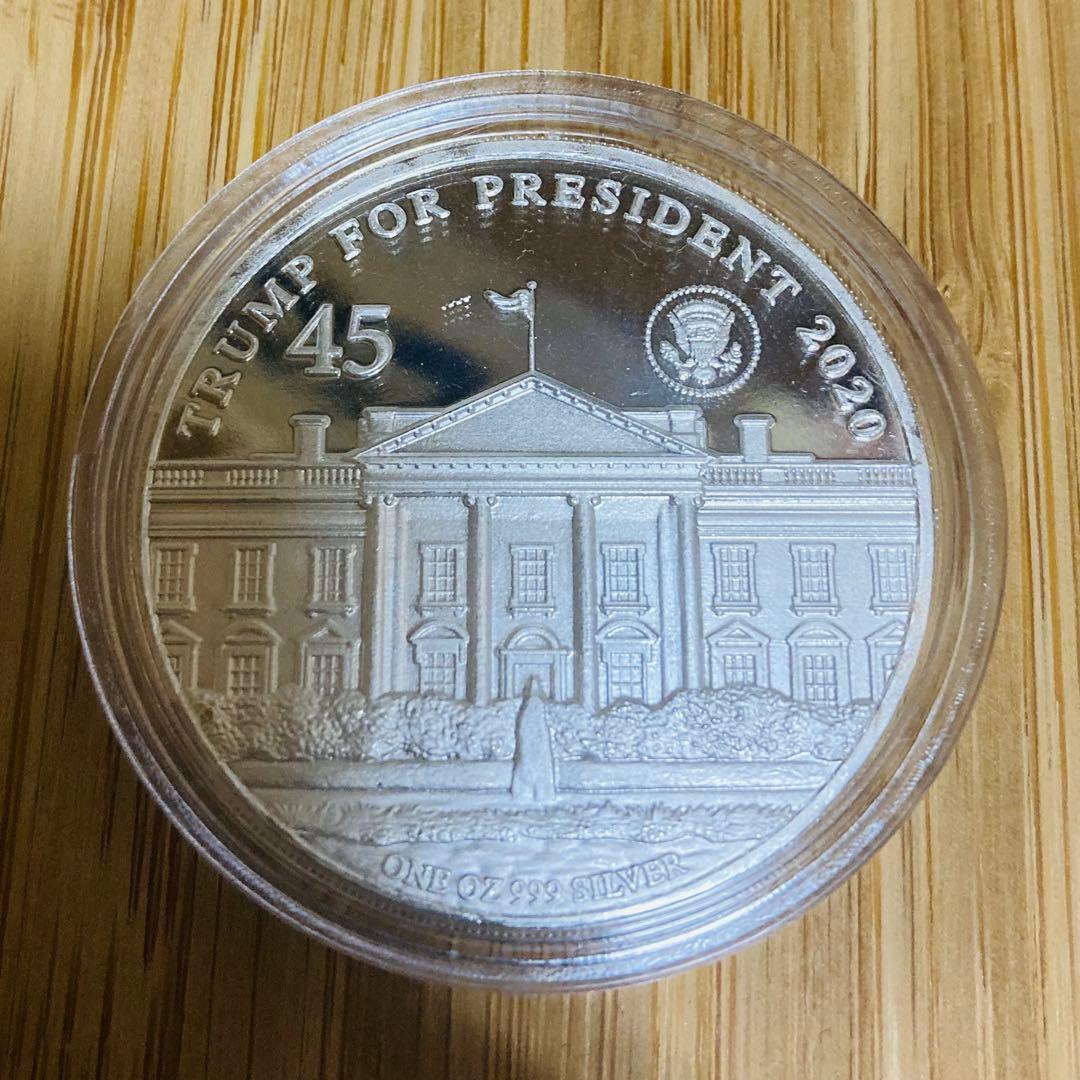 TRUMP FOR PRESIDENT 2020
45
ONE OZ 999 SILVER